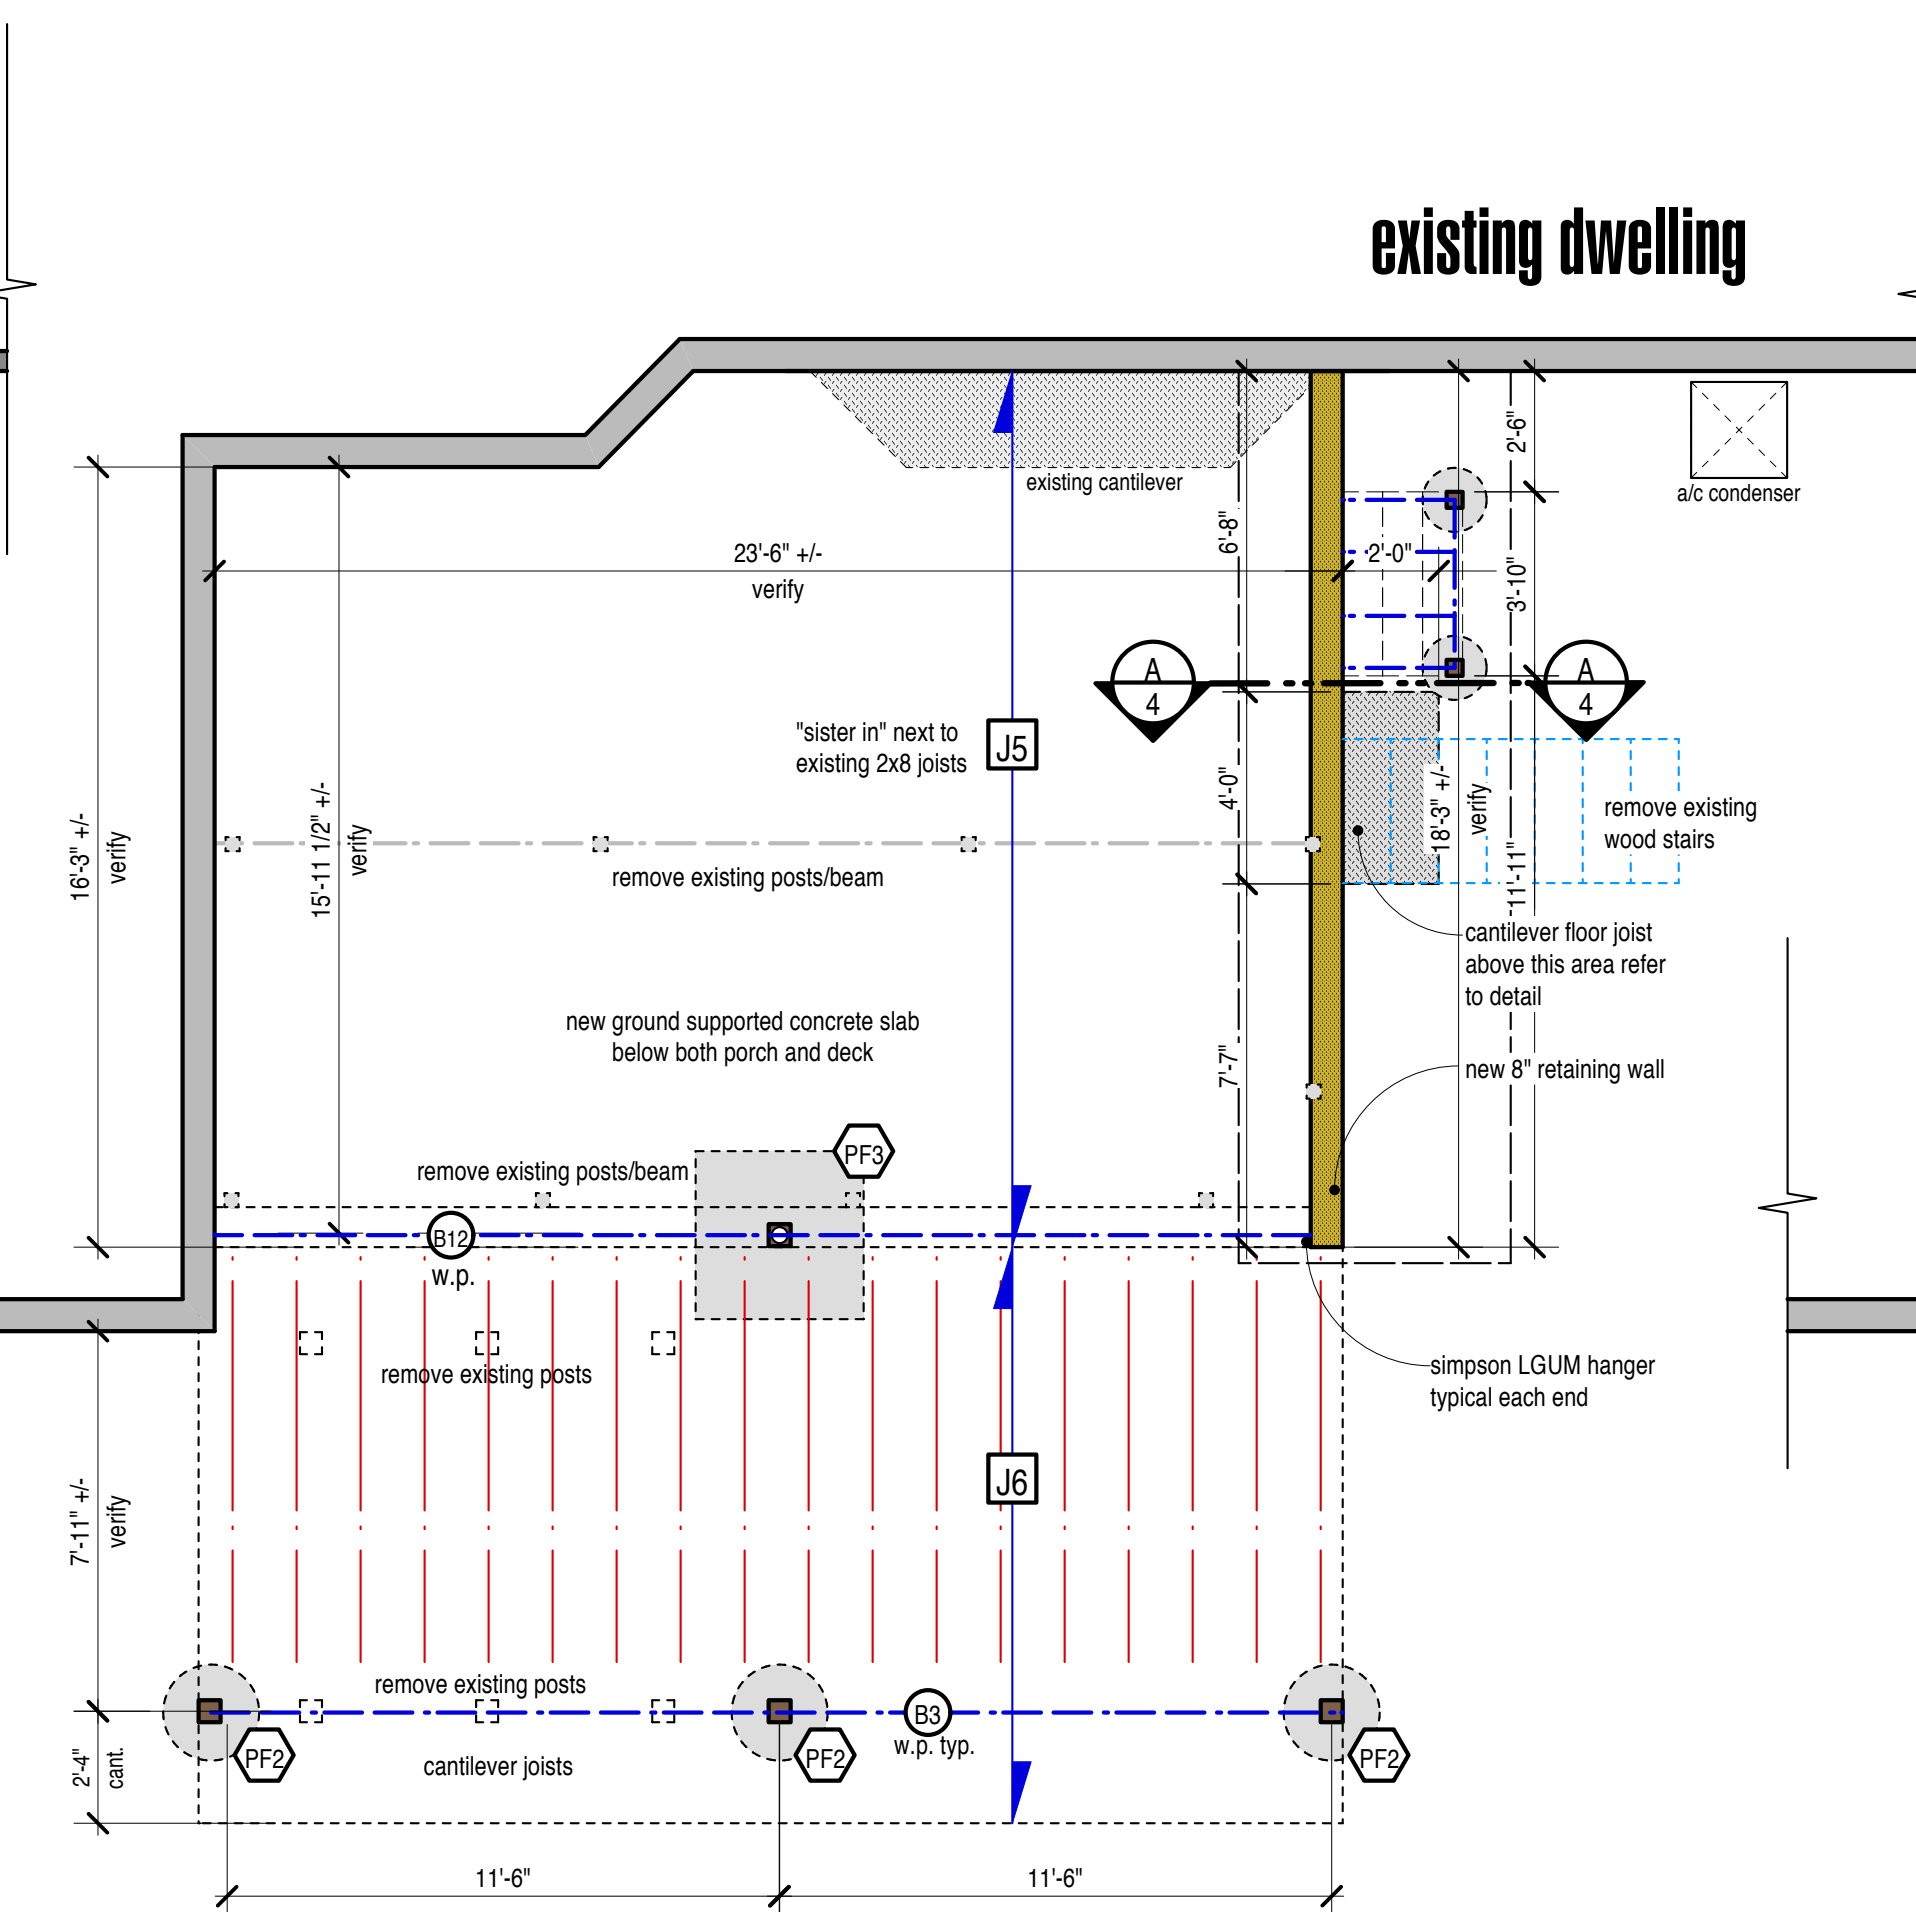 existing dwelling
2'-6"
a/c condenser
existing cantilever
6'-8"
23'-6" +/-
verify
2'-0"
3'-10"
A
4
A
4
"sister in" next to
existing 2x8 joists
J5
4'-0"
18'-3" +/-
verify
remove existing
wood stairs
16'-3" +/-
verify
15'-11 1/2" +/-
verify
remove existing posts/beam
11'-11"
cantilever floor joist
above this area refer
to detail
new ground supported concrete slab
below both porch and deck
7'-7"
new 8" retaining wall
PF3
remove existing posts/beam
B12
w.p.
remove existing posts
simpson LGUM hanger
typical each end
J6
7'-11" +/-
verify
remove existing posts
B3
w.p. typ.
PF2
PF2
PF2
2'-4"
cant.
cantilever joists
11'-6"
11'-6"